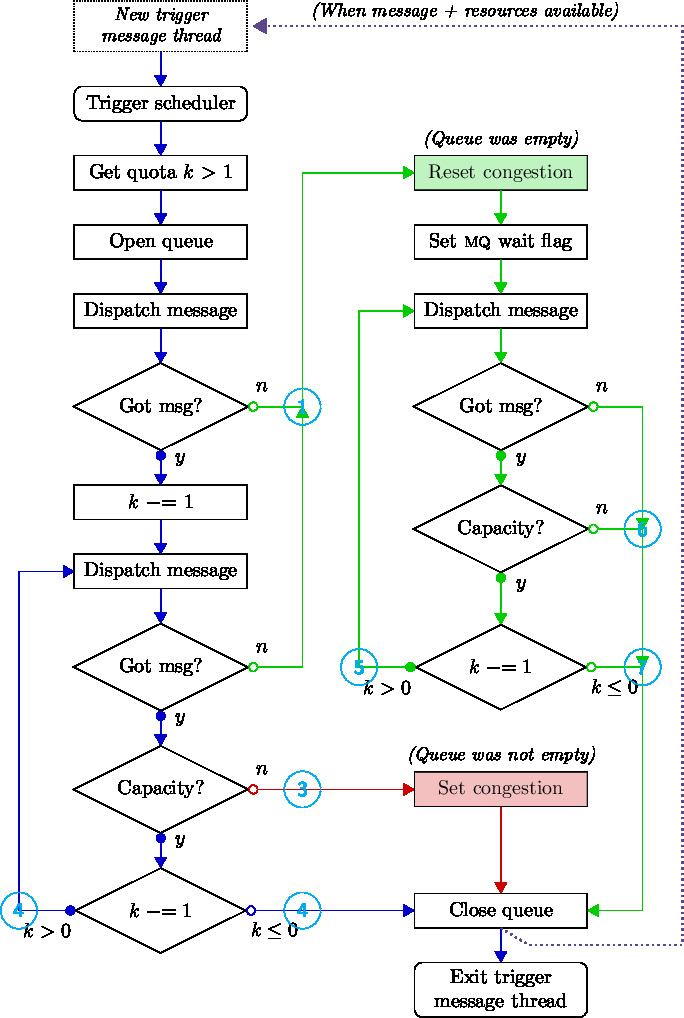 New trigger
message thread
(When message + resources available)
Trigger scheduler
Get quota k > 1
Open queue
Dispatch message
Got msg?
n
1
y
k −= 1
Dispatch message
Got msg?
n
y
Capacity?
n
3
y
k −= 1
4
k > 0
4
k ≤ 0
(Queue was empty)
Reset congestion
Set MQ wait flag
Dispatch message
Got msg?
n
y
Capacity?
n
6
y
k −= 1
5
k > 0
7
k ≤ 0
(Queue was not empty)
Set congestion
Close queue
Exit trigger
message thread